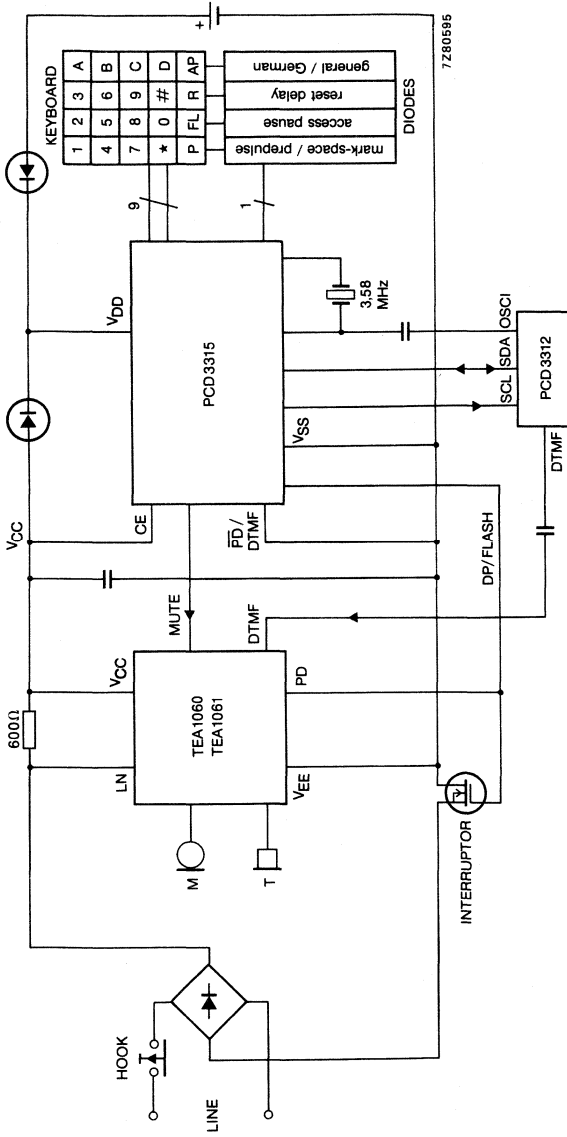 VCC
600Ω
HOOK
LINE
LN
VCC
M
T
TEA1060
TEA1061
VEE
PD
DTMF
MUTE
INTERRUPTOR
CE
VDD
PCD3315
PD/
DTMF
VSS
DP/FLASH
3,58
MHz
SCL SDA OSCI
PCD3312
DTMF
9
1
KEYBOARD
1 2 3 A
4 5 6 B
7 8 9 C
* 0 # D
P FL R AP
mark-space / prepulse
access pause
reset delay
general / German
DIODES
+
7Z80595